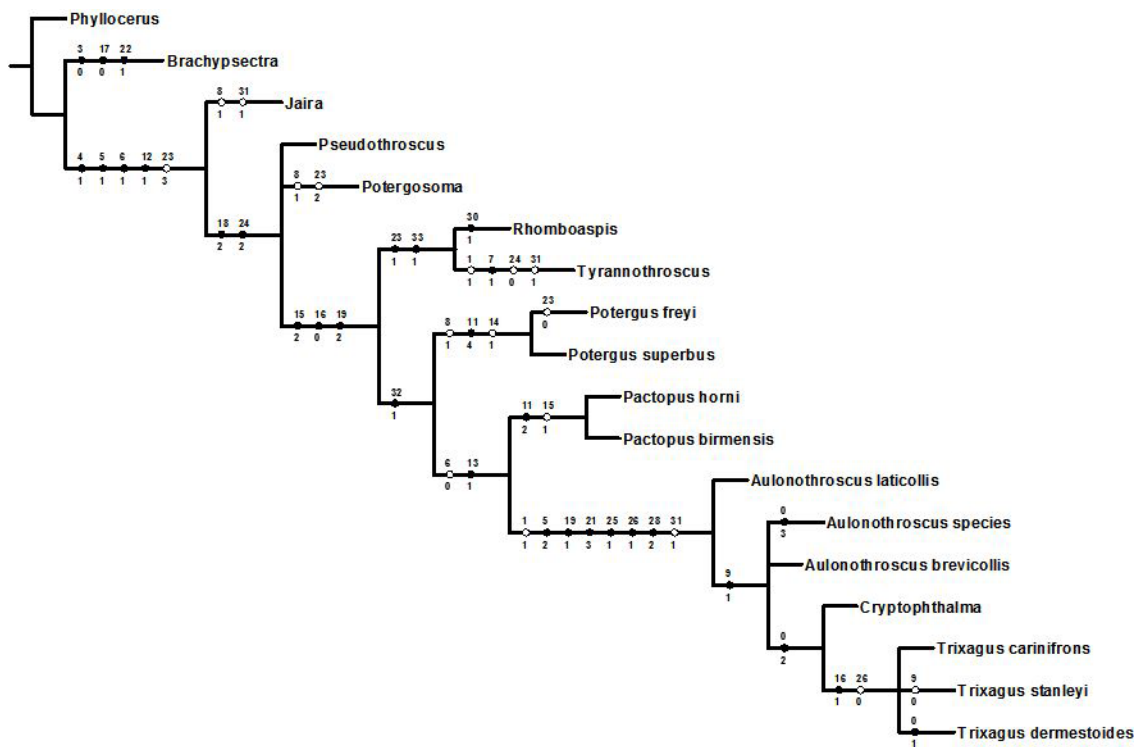 Phyllocerus
3 17 22
Brachypsectra
0 0 1
8 31
Jaira
1 1
Pseudothroscus
4 5 6 12 23
1 1 1 1 3
8 23
Potergosoma
1 2
18 24
2 2
30
Rhomboaspis
1
23 33
1 1
1 7 24 31
Tyrannothroscus
1 1 0 1
23
Potergus freyi
0
15 16 19
2 0 2
8 11 14
1 4 1
Potergus superbus
32
1
Pactopus horni
11 15
2 1
Pactopus birmensis
6 13
0 1
Aulonothroscus laticollis
1 5 19 21 25 26 28 31
1 2 1 3 1 1 2 1
0
Aulonothroscus species
3
Aulonothroscus brevicollis
9
1
Cryptophthalma
0
2
Trixagus carinifrons
16 26
1 0
9
Trixagus stanleyi
0
0
Trixagus dermestoides
1